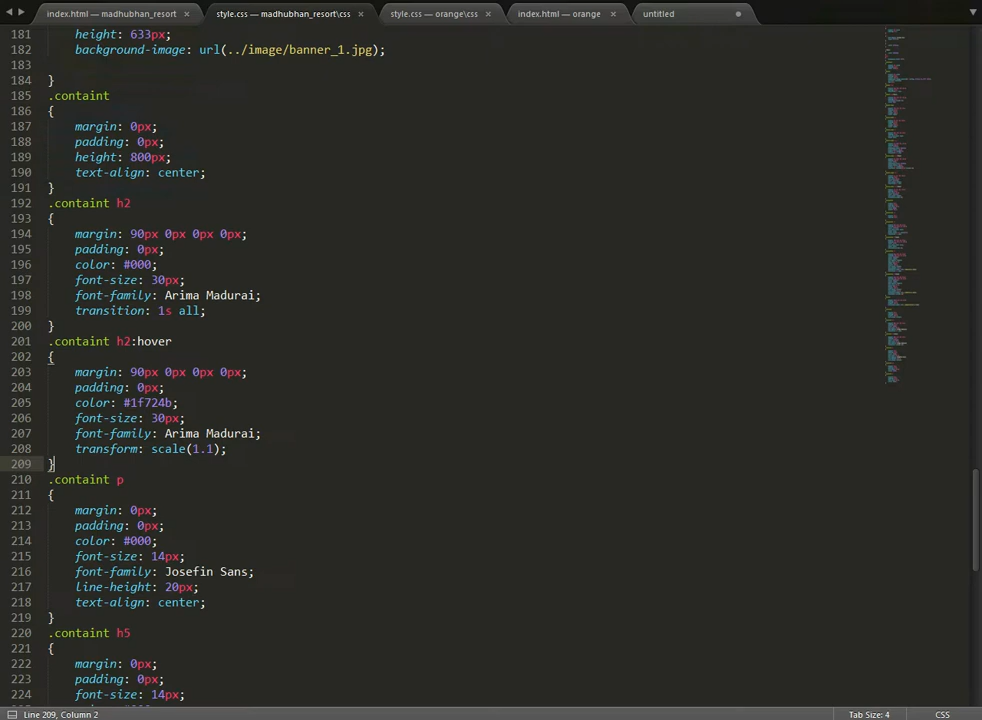 index.html — madhubhan_resort × style.css — madhubhan_resort\css × style.css — orange\css × index.html — orange × untitled
181 height: 633px;
182 background-image: url(../image/banner_1.jpg);
183
184 }
185 .containt
186 {
187 margin: 0px;
188 padding: 0px;
189 height: 800px;
190 text-align: center;
191 }
192 .containt h2
193 {
194 margin: 90px 0px 0px 0px;
195 padding: 0px;
196 color: #000;
197 font-size: 30px;
198 font-family: Arima Madurai;
199 transition: 1s all;
200 }
201 .containt h2:hover
202 {
203 margin: 90px 0px 0px 0px;
204 padding: 0px;
205 color: #1f724b;
206 font-size: 30px;
207 font-family: Arima Madurai;
208 transform: scale(1.1);
209 }
210 .containt p
211 {
212 margin: 0px;
213 padding: 0px;
214 color: #000;
215 font-size: 14px;
216 font-family: Josefin Sans;
217 line-height: 20px;
218 text-align: center;
219 }
220 .containt h5
221 {
222 margin: 0px;
223 padding: 0px;
224 font-size: 14px;
Line 209, Column 2 Tab Size: 4 CSS